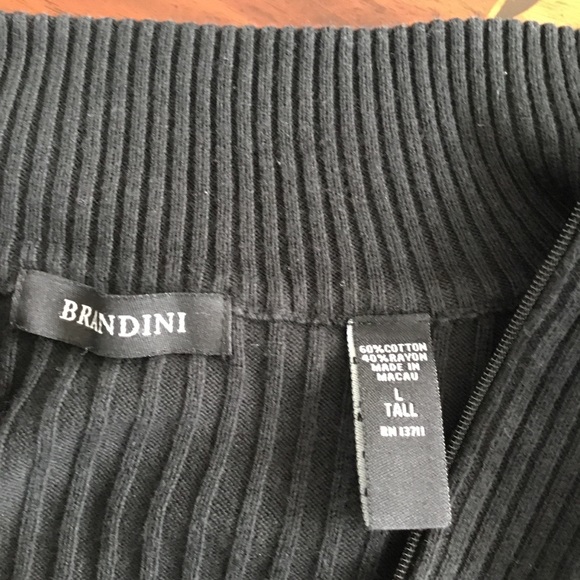 BRANDINI
60%COTTON
40%RAYON
MADE IN
MACAU
L
TALL
RN 13711